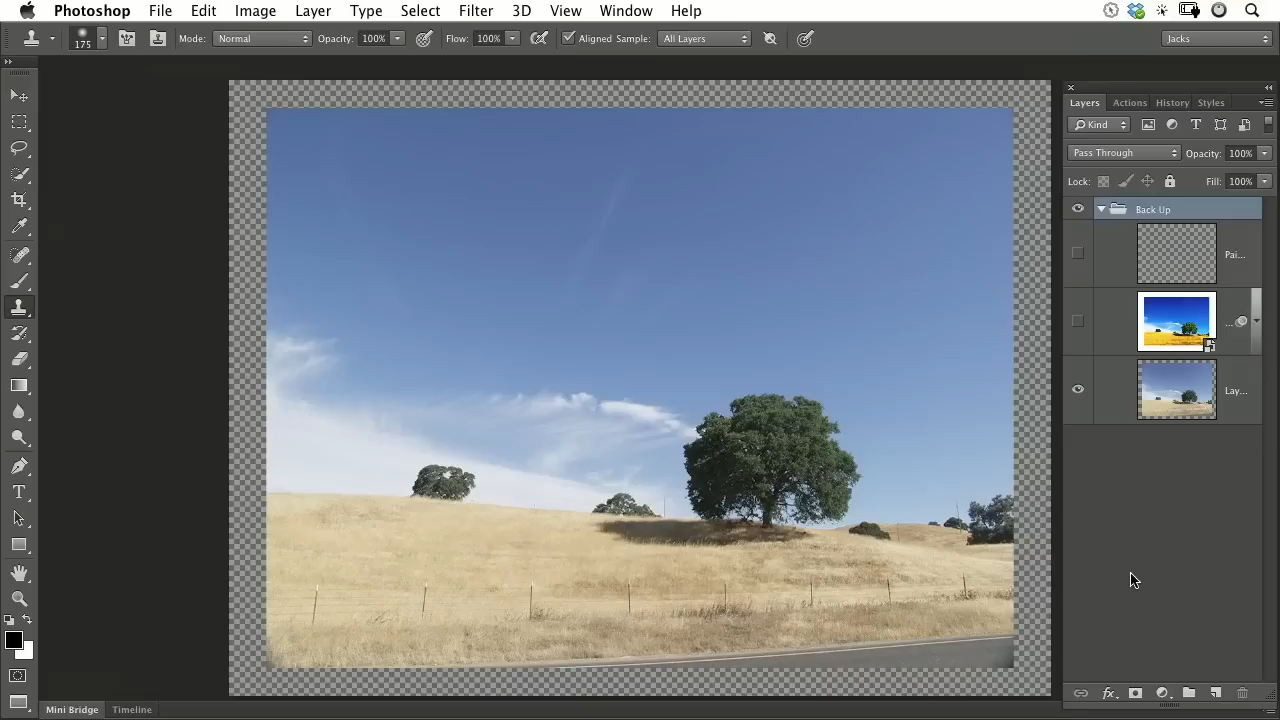 Photoshop File Edit Image Layer Type Select Filter 3D View Window Help
175 Mode: Normal Opacity: 100% Flow: 100% Aligned Sample: All Layers Jacks
Layers Actions History Styles
Kind
Pass Through Opacity: 100%
Lock: Fill: 100%
Back Up
Pai...
...
Lay...
fx
Mini Bridge Timeline